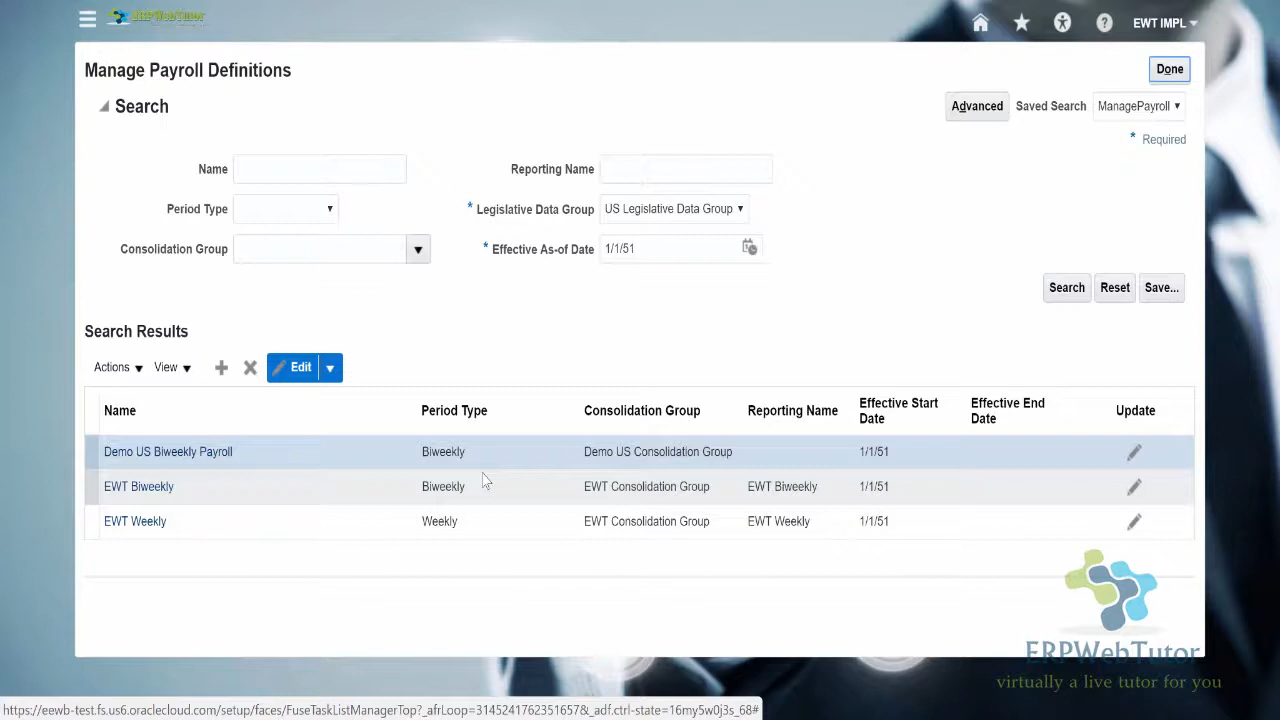 ERPWebTutor
EWT IMPL
Manage Payroll Definitions
Done
Search
Advanced
Saved Search
ManagePayroll
* Required
Name
Reporting Name
Period Type
* Legislative Data Group
US Legislative Data Group
Consolidation Group
* Effective As-of Date
1/1/51
Search
Reset
Save...
Search Results
Actions
View
Edit
Name Period Type Consolidation Group Reporting Name Effective Start Date Effective End Date Update
Demo US Biweekly Payroll Biweekly Demo US Consolidation Group 1/1/51
EWT Biweekly Biweekly EWT Consolidation Group EWT Biweekly 1/1/51
EWT Weekly Weekly EWT Consolidation Group EWT Weekly 1/1/51
ERPWebTutor
virtually a live tutor for you
https://eewb-test.fs.us6.oraclecloud.com/setup/faces/FuseTaskListManagerTop?_afrLoop=31452417623516​57&_adf.ctrl-state=16my5w0j3s_68#